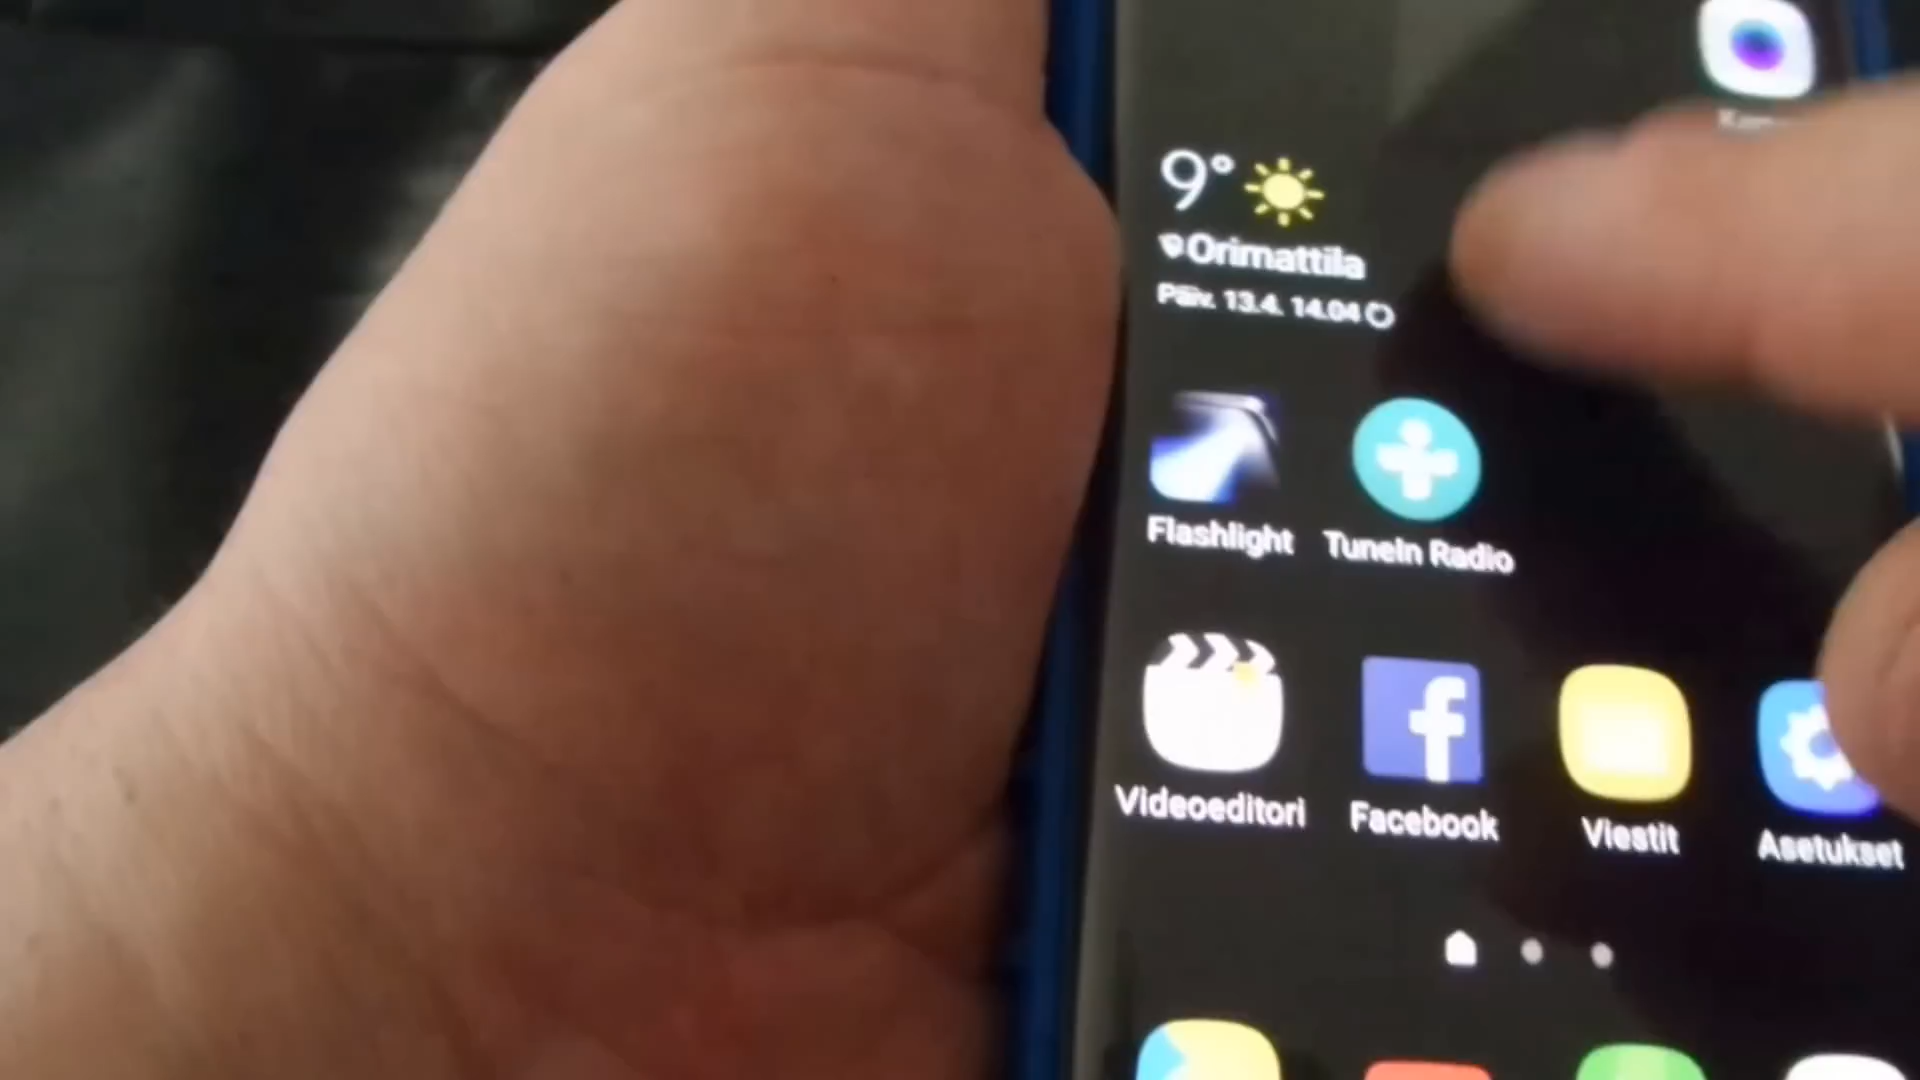 9°
Orimattila
Päiv. 13.4. 14.04
Flashlight
TuneIn Radio
Videoeditori
Facebook
Viestit
Asetukset